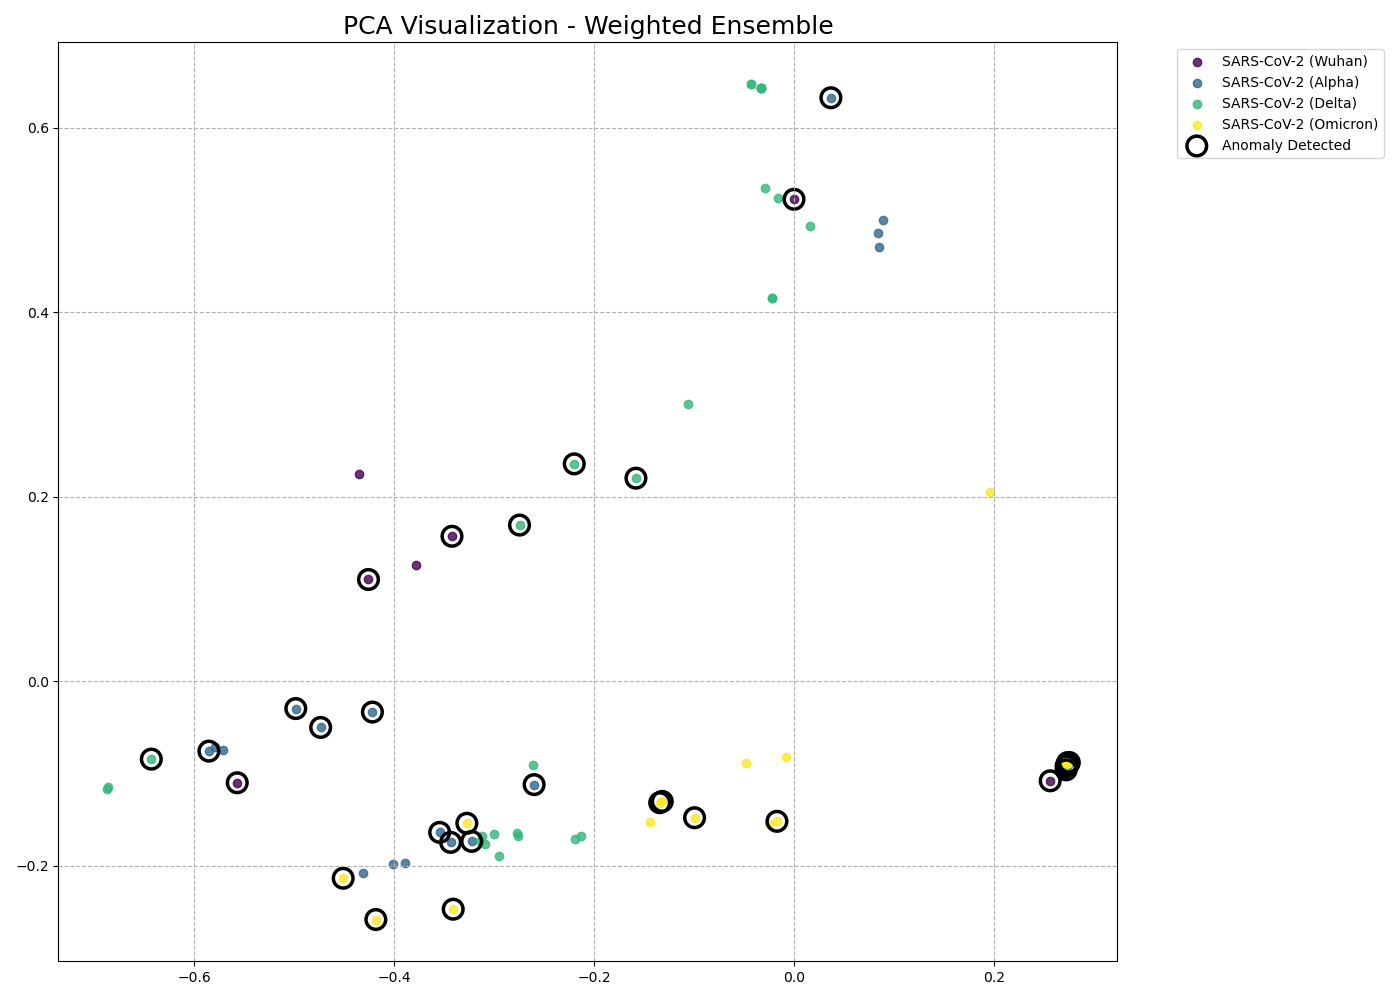 PCA Visualization - Weighted Ensemble
SARS-CoV-2 (Wuhan)
SARS-CoV-2 (Alpha)
SARS-CoV-2 (Delta)
SARS-CoV-2 (Omicron)
Anomaly Detected
0.6
0.4
0.2
0.0
−0.2
−0.6
−0.4
−0.2
0.0
0.2